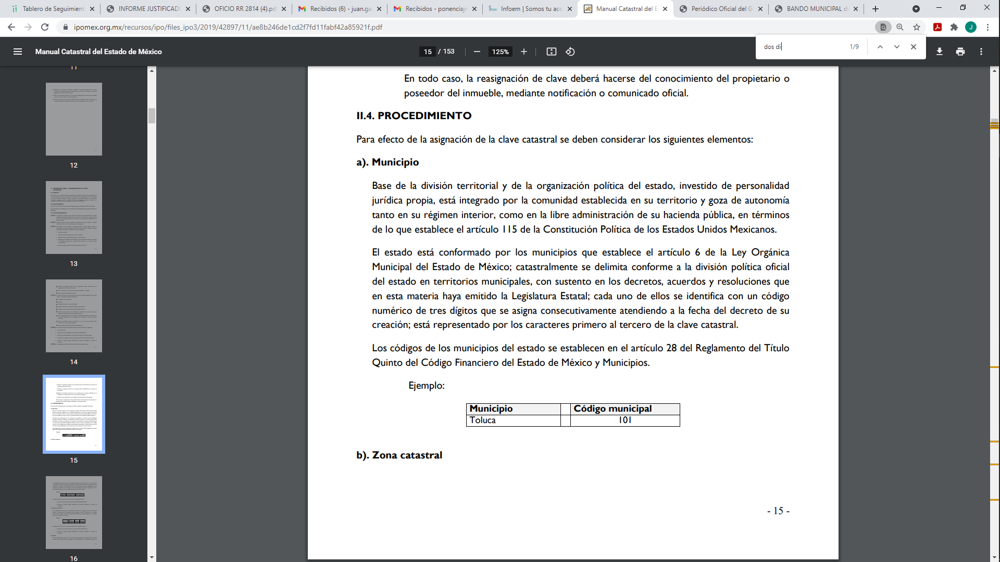 Tablero de Seguimient
INFORME JUSTIFICADO
OFICIO RR 2814 (4).pdf
Recibidos (6) - juan.ga
Recibidos - ponenciajm
Infoem | Somos tu acc
Manual Catastral del E
Periódico Oficial del G
BANDO MUNICIPAL d
ipomex.org.mx/recursos/ipo/files_ipo3/2019/42897/11/ae8b246de1cd2f7fd11fabf42a85921f.pdf
J
Manual Catastral del Estado de México
15 / 153
125%
dos di
1/9
11
12
13
14
15
16
En todo caso, la reasignación de clave deberá hacerse del conocimiento del propietario o
poseedor del inmueble, mediante notificación o comunicado oficial.
II.4. PROCEDIMIENTO
Para efecto de la asignación de la clave catastral se deben considerar los siguientes elementos:
a). Municipio
Base de la división territorial y de la organización política del estado, investido de personalidad
jurídica propia, está integrado por la comunidad establecida en su territorio y goza de autonomía
tanto en su régimen interior, como en la libre administración de su hacienda pública, en términos
de lo que establece el artículo 115 de la Constitución Política de los Estados Unidos Mexicanos.
El estado está conformado por los municipios que establece el artículo 6 de la Ley Orgánica
Municipal del Estado de México; catastralmente se delimita conforme a la división política oficial
del estado en territorios municipales, con sustento en los decretos, acuerdos y resoluciones que
en esta materia haya emitido la Legislatura Estatal; cada uno de ellos se identifica con un código
numérico de tres dígitos que se asigna consecutivamente atendiendo a la fecha del decreto de su
creación; está representado por los caracteres primero al tercero de la clave catastral.
Los códigos de los municipios del estado se establecen en el artículo 28 del Reglamento del Título
Quinto del Código Financiero del Estado de México y Municipios.
Ejemplo:
Municipio Código municipal
Toluca 101
b). Zona catastral
- 15 -